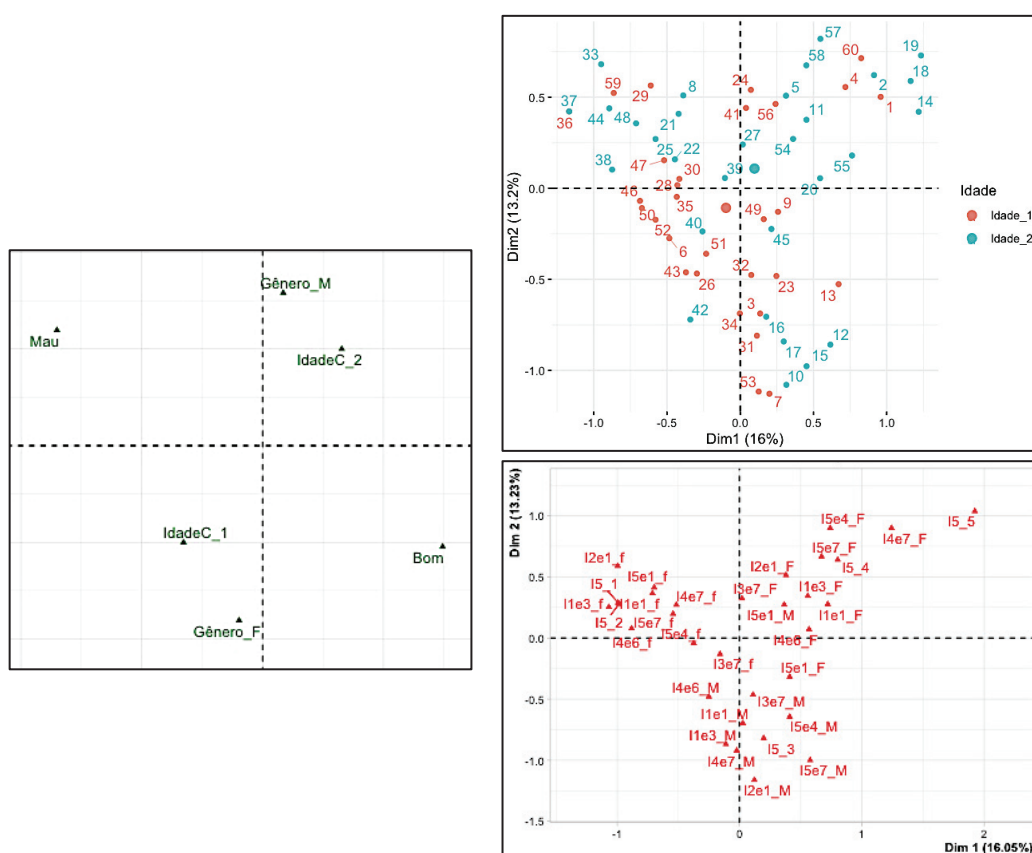 Gênero_M
Mau
IdadeC_2
IdadeC_1
Bom
Gênero_F
57
33
58
60
19
59
29
8
24
5
4
2
18
37
36
44
48
21
41
56
11
1
14
25
22
27
54
38
47
30
39
55
28
20
46
35
49
9
50
40
45
52
6
51
43
26
32
23
13
42
3
34
16
12
31
17
15
53
10
7
0.5
0.0
-0.5
-1.0
-1.0
-0.5
0.0
0.5
1.0
Dim1 (16%)
Dim2 (13.2%)
Idade
Idade_1
Idade_2
Dim 2 (13.23%)
1.0
0.5
0.0
-0.5
-1.0
-1.5
I5e4_F
I5_5
I4e7_F
I2e1_f
I5e7_F
I5_4
I5_1
I5e1_f
I2e1_F
I3e7_F
I1e3_F
I1e3_f
I1e1_f
I4e7_f
I5e1_M
I1e1_F
I5_2
I5e7_f
I4e6_f
I5e4_f
I4e6_F
I3e7_f
I5e1_F
I4e6_M
I3e7_M
I1e1_M
I5e4_M
I1e3_M
I5_3
I4e7_M
I5e7_M
I2e1_M
-1
0
1
2
Dim 1 (16.05%)